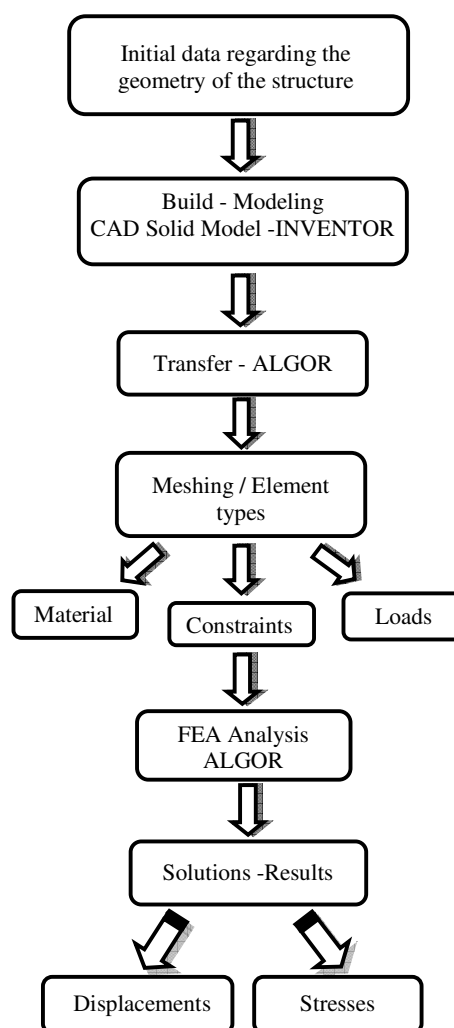 Initial data regarding the
geometry of the structure
Build - Modeling
CAD Solid Model -INVENTOR
Transfer - ALGOR
Meshing / Element
types
Material
Constraints
Loads
FEA Analysis
ALGOR
Solutions -Results
Displacements
Stresses